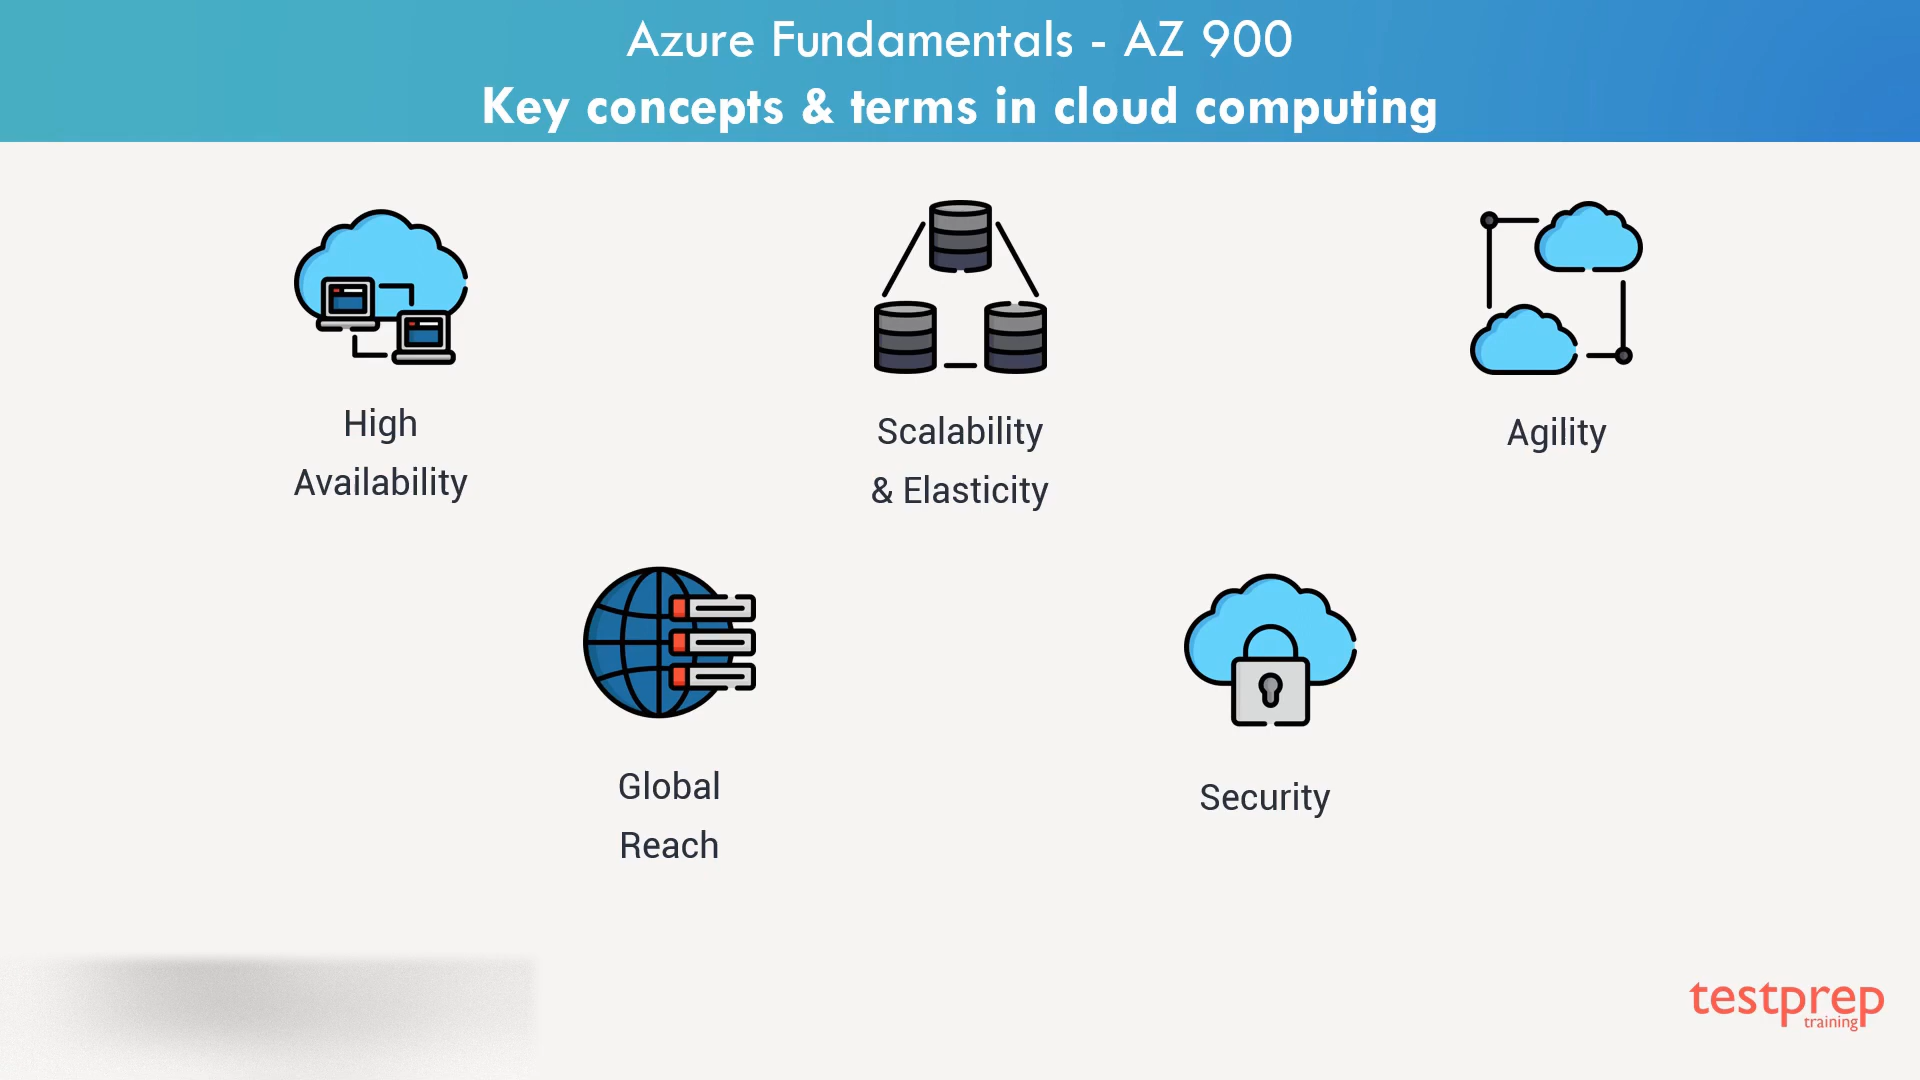 Azure Fundamentals - AZ 900
Key concepts & terms in cloud computing
High
Availability
Scalability
& Elasticity
Agility
Global
Reach
Security
testprep
training